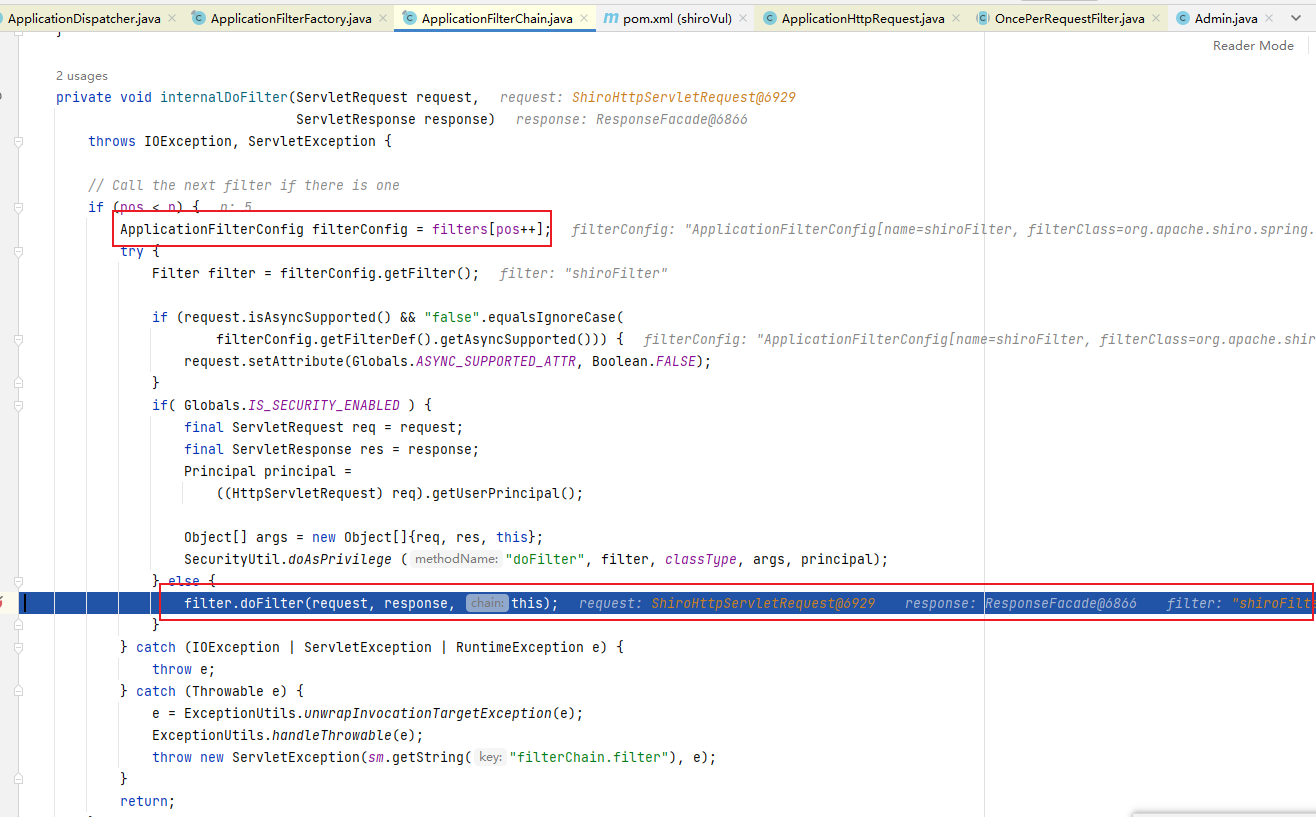 ApplicationDispatcher.java × ApplicationFilterFactory.java × ApplicationFilterChain.java × pom.xml (shiroVul) × ApplicationHttpRequest.java × OncePerRequestFilter.java × Admin.java ×
Reader Mode
2 usages
private void internalDoFilter(ServletRequest request, request: ShiroHttpServletRequest@6929
ServletResponse response) response: ResponseFacade@6866
throws IOException, ServletException {
// Call the next filter if there is one
if (pos < n) { n: 5
ApplicationFilterConfig filterConfig = filters[pos++]; filterConfig: "ApplicationFilterConfig[name=shiroFilter, filterClass=org.apache.shiro.spring.
try {
Filter filter = filterConfig.getFilter(); filter: "shiroFilter"
if (request.isAsyncSupported() && "false".equalsIgnoreCase(
filterConfig.getFilterDef().getAsyncSupported())) { filterConfig: "ApplicationFilterConfig[name=shiroFilter, filterClass=org.apache.shir
request.setAttribute(Globals.ASYNC_SUPPORTED_ATTR, Boolean.FALSE);
}
if( Globals.IS_SECURITY_ENABLED ) {
final ServletRequest req = request;
final ServletResponse res = response;
Principal principal =
((HttpServletRequest) req).getUserPrincipal();
Object[] args = new Object[]{req, res, this};
SecurityUtil.doAsPrivilege ( methodName: "doFilter", filter, classType, args, principal);
} else {
filter.doFilter(request, response, chain: this); request: ShiroHttpServletRequest@6929 response: ResponseFacade@6866 filter: "shiroFilte
}
} catch (IOException | ServletException | RuntimeException e) {
throw e;
} catch (Throwable e) {
e = ExceptionUtils.unwrapInvocationTargetException(e);
ExceptionUtils.handleThrowable(e);
throw new ServletException(sm.getString( key: "filterChain.filter"), e);
}
return;